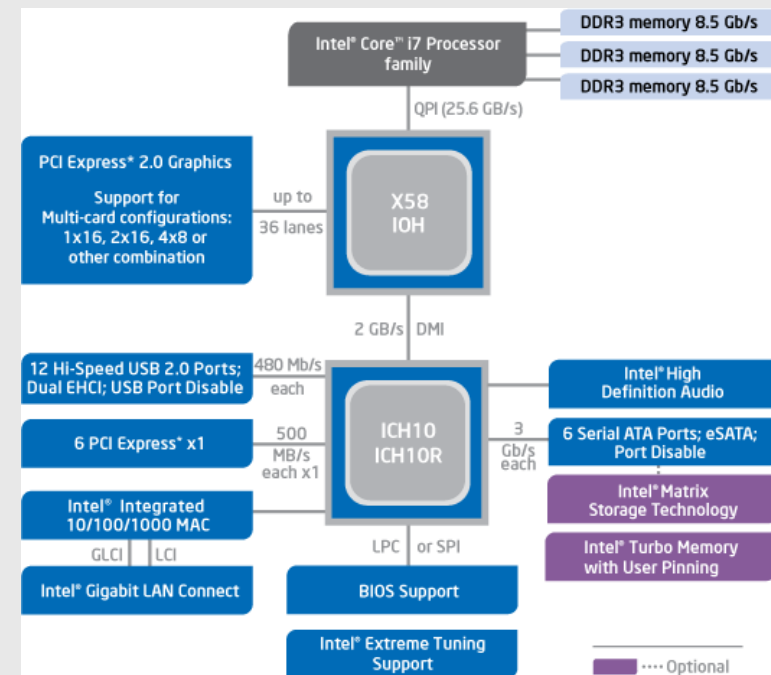 Intel® Core™ i7 Processor
family
DDR3 memory 8.5 Gb/s
DDR3 memory 8.5 Gb/s
DDR3 memory 8.5 Gb/s
QPI (25.6 GB/s)
PCI Express* 2.0 Graphics
Support for
Multi-card configurations:
1x16, 2x16, 4x8 or
other combination
up to
36 lanes
X58
IOH
2 GB/s DMI
12 Hi-Speed USB 2.0 Ports;
Dual EHCI; USB Port Disable
480 Mb/s
each
6 PCI Express* x1
500
MB/s
each x1
Intel® Integrated
10/100/1000 MAC
GLCI LCI
Intel® Gigabit LAN Connect
ICH10
ICH10R
Intel® High
Definition Audio
3
Gb/s
each
6 Serial ATA Ports; eSATA;
Port Disable
Intel® Matrix
Storage Technology
Intel® Turbo Memory
with User Pinning
LPC or SPI
BIOS Support
Intel® Extreme Tuning
Support
Optional